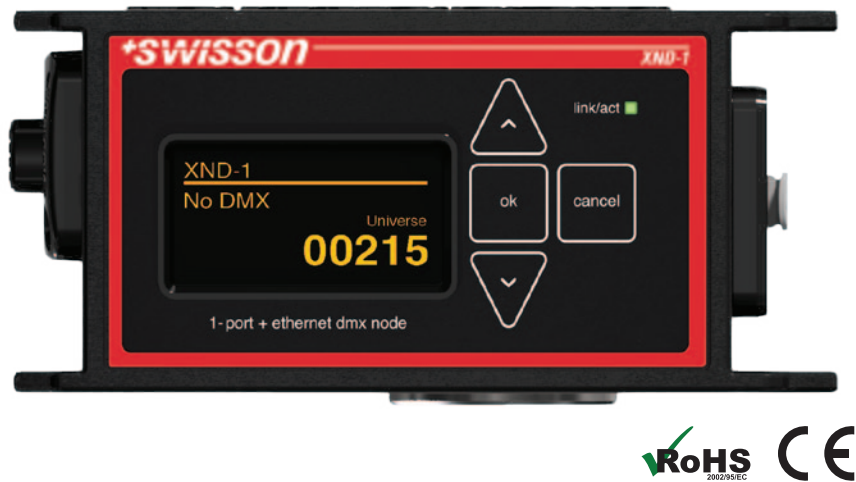 +swisson
XND-1
link/act
XND-1
No DMX
Universe
00215
ok
cancel
1-port + ethernet dmx node
RoHS
2002/95/EC
CE